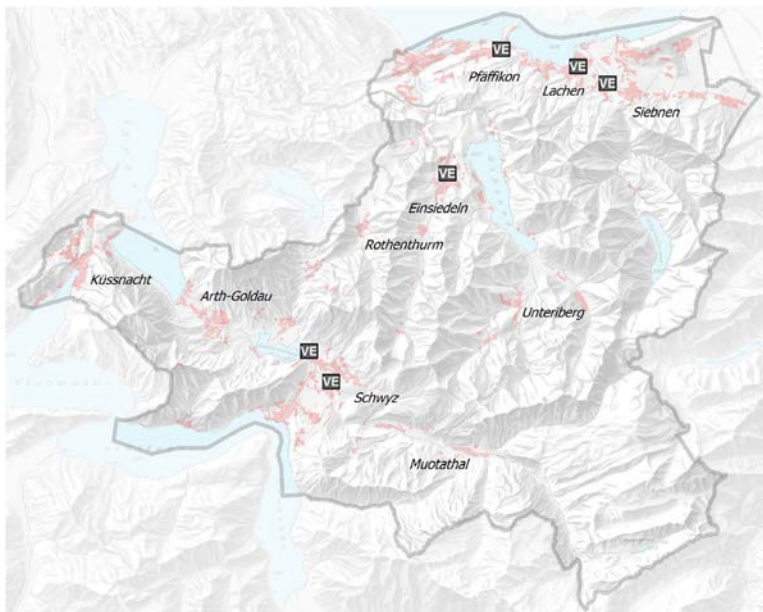 VE
Pfäffikon
VE
Lachen
VE
Siebnen
VE
Einsiedeln
Rothenthurm
Küssnacht
Arth-Goldau
Unteriberg
VE
VE
Schwyz
Muotathal